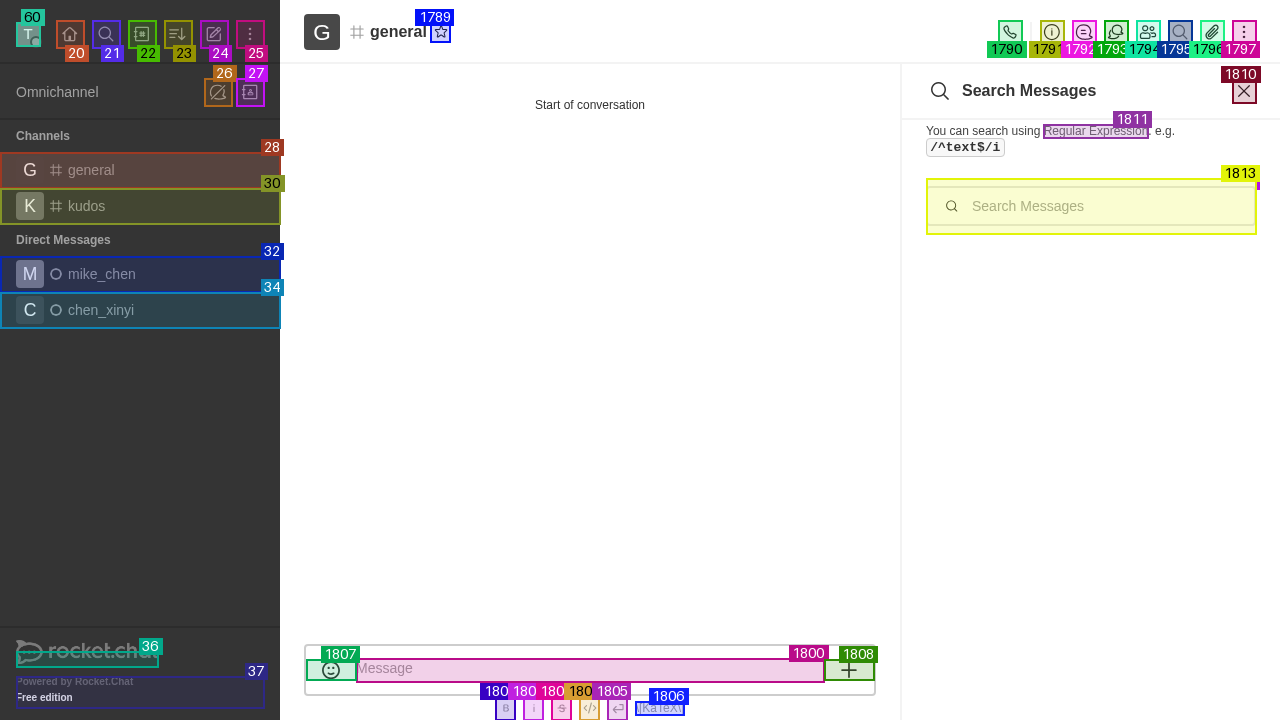 60
T
20
21
22
23
24
25
26
27
Omnichannel
Channels
28
G general
30
K kudos
Direct Messages
32
M mike_chen
34
C chen_xinyi
36
rocket.cha
37
Powered by Rocket.Chat
Free edition
1789
G general
1790
1791
1792
1793
1794
1795
1796
1797
Start of conversation
1810
Search Messages
1811
You can search using Regular Expression. e.g.
/^text$/i
1813
Search Messages
1807
1800
1808
Message
180
180
180
180
1805
1806
B
i
S
</>
\[KaTeX\]